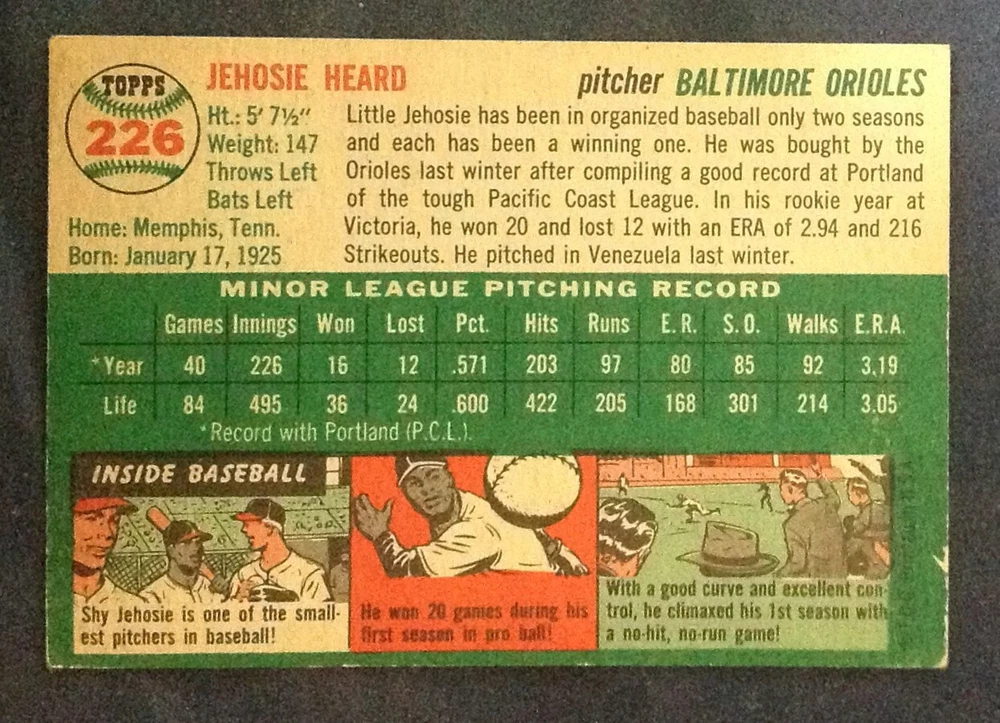 TOPPS
226
JEHOSIE HEARD
pitcher BALTIMORE ORIOLES
Ht.: 5' 7½"
Weight: 147
Throws Left
Bats Left
Home: Memphis, Tenn.
Born: January 17, 1925
Little Jehosie has been in organized baseball only two seasons
and each has been a winning one. He was bought by the
Orioles last winter after compiling a good record at Portland
of the tough Pacific Coast League. In his rookie year at
Victoria, he won 20 and lost 12 with an ERA of 2.94 and 216
Strikeouts. He pitched in Venezuela last winter.
MINOR LEAGUE PITCHING RECORD
Games Innings Won Lost Pct. Hits Runs E. R. S. O. Walks E.R.A.
*Year 40 226 16 12 .571 203 97 80 85 92 3.19
Life 84 495 36 24 .600 422 205 168 301 214 3.05
*Record with Portland (P.C.L.).
INSIDE BASEBALL
Shy Jehosie is one of the small-
est pitchers in baseball!
He won 20 games during his
first season in pro ball!
With a good curve and excellent con-
trol, he climaxed his 1st season with
a no-hit, no-run game!